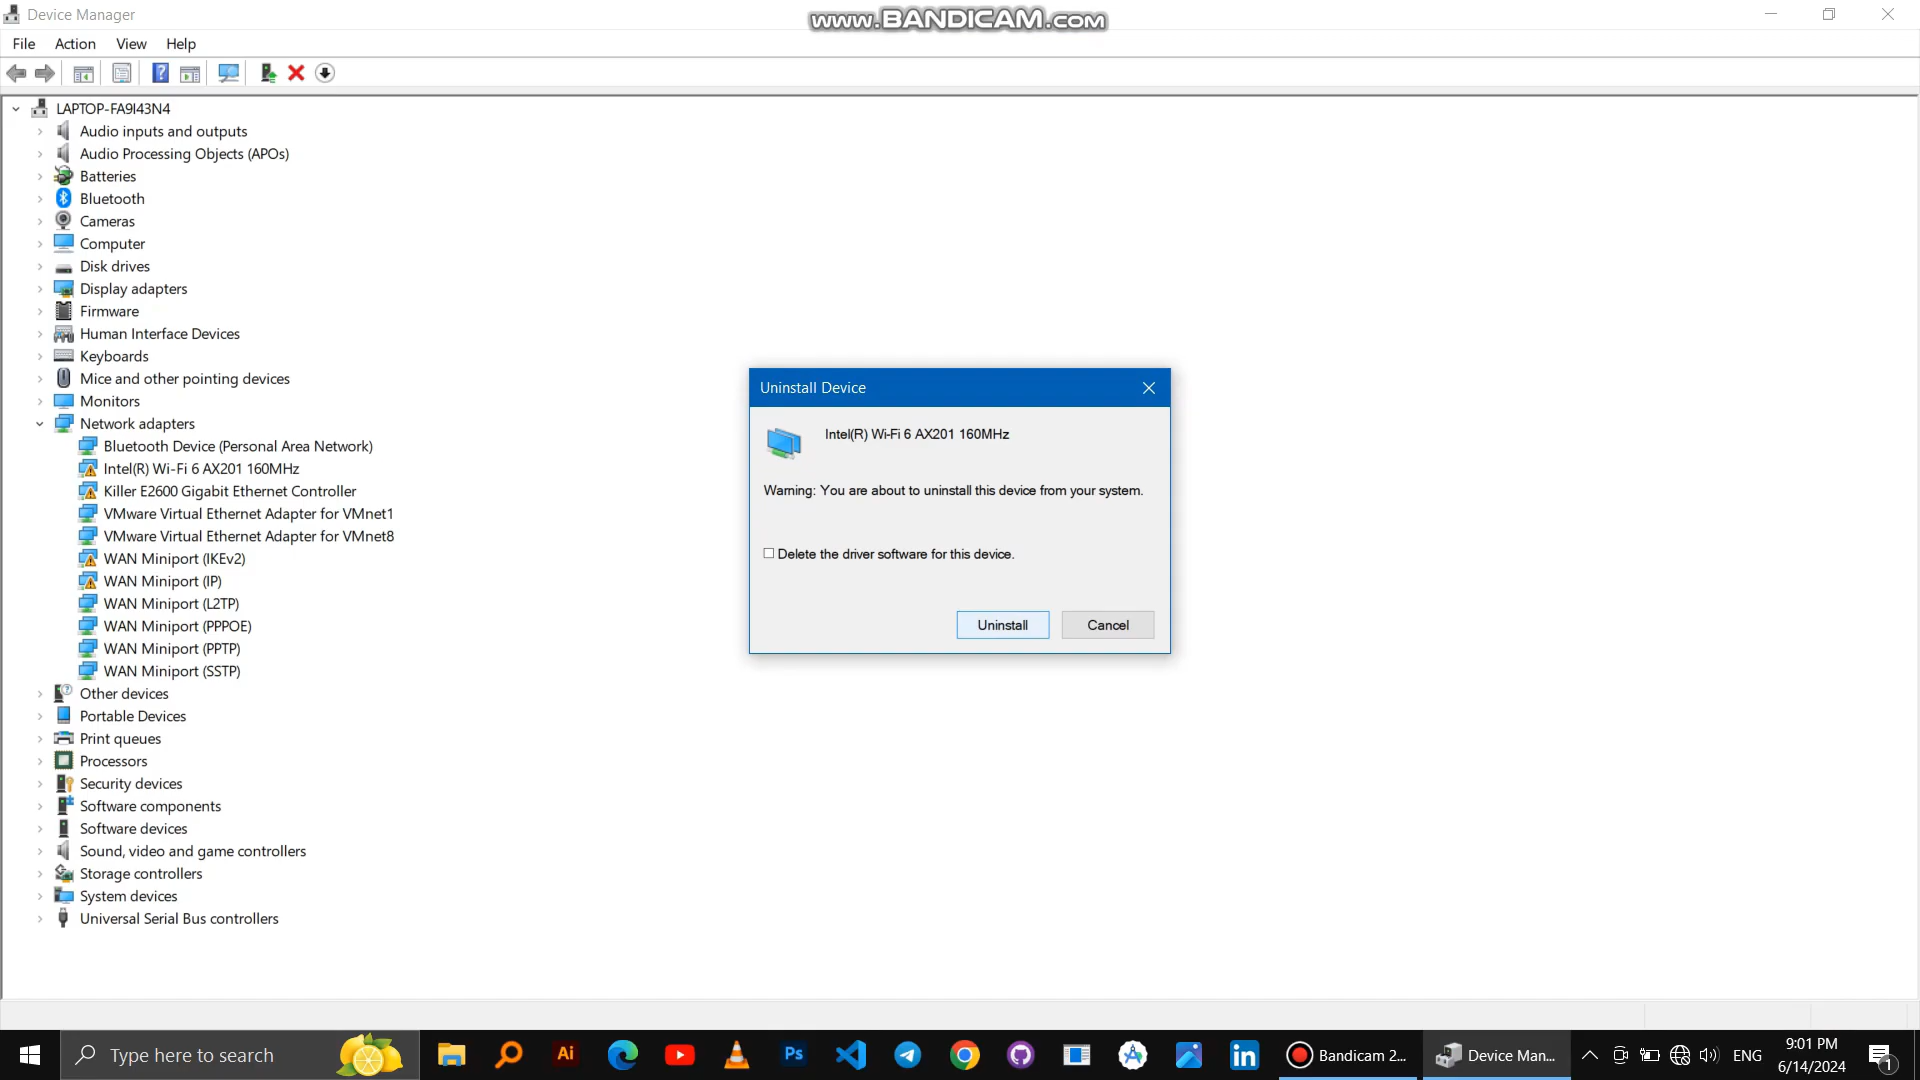 Device Manager
www.BANDICAM.com
File Action View Help
LAPTOP-FA9I43N4
Audio inputs and outputs
Audio Processing Objects (APOs)
Batteries
Bluetooth
Cameras
Computer
Disk drives
Display adapters
Firmware
Human Interface Devices
Keyboards
Mice and other pointing devices
Monitors
Network adapters
Bluetooth Device (Personal Area Network)
Intel(R) Wi-Fi 6 AX201 160MHz
Killer E2600 Gigabit Ethernet Controller
VMware Virtual Ethernet Adapter for VMnet1
VMware Virtual Ethernet Adapter for VMnet8
WAN Miniport (IKEv2)
WAN Miniport (IP)
WAN Miniport (L2TP)
WAN Miniport (PPPOE)
WAN Miniport (PPTP)
WAN Miniport (SSTP)
Other devices
Portable Devices
Print queues
Processors
Security devices
Software components
Software devices
Sound, video and game controllers
Storage controllers
System devices
Universal Serial Bus controllers
Uninstall Device
Intel(R) Wi-Fi 6 AX201 160MHz
Warning: You are about to uninstall this device from your system.
Delete the driver software for this device.
Uninstall Cancel
Type here to search
Ai
Ps
in
Bandicam 2...
Device Man...
ENG
9:01 PM
6/14/2024
1